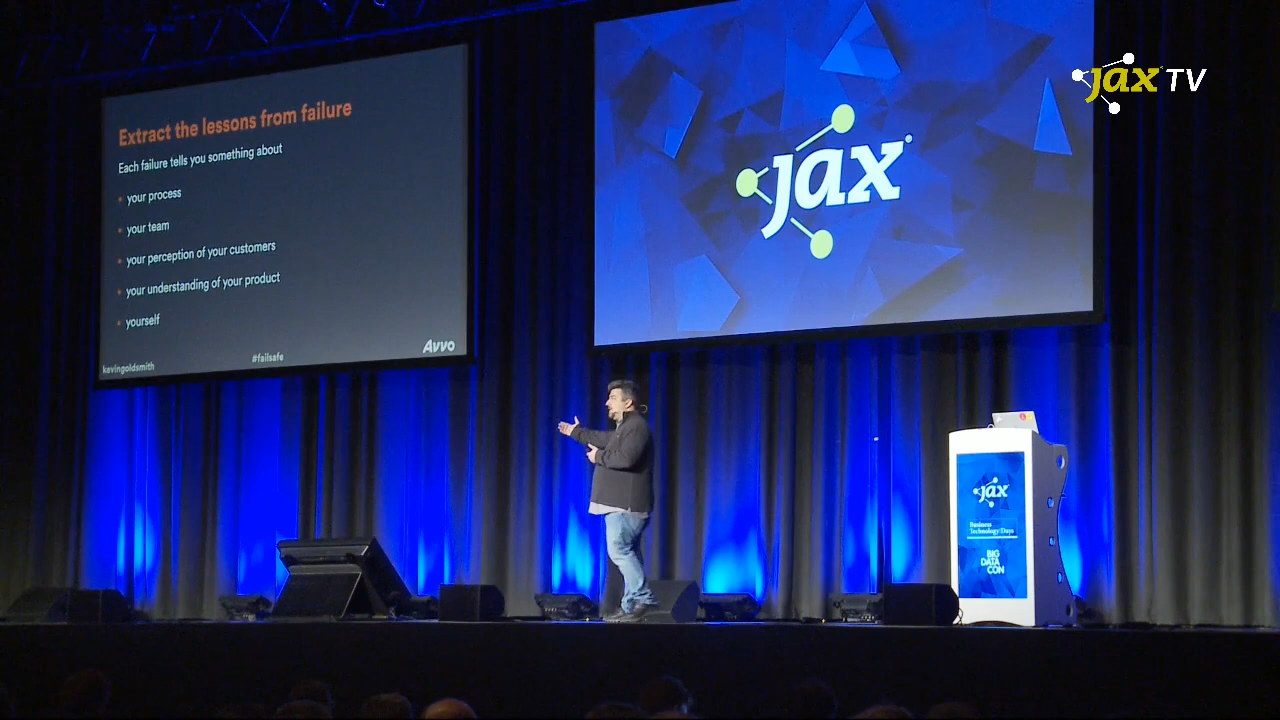 Extract the lessons from failure
Each failure tells you something about
your process
your team
your perception of your customers
your understanding of your product
yourself
kevingoldsmith
#failsafe
Avvo
jax
jax TV
jax
Business
Technology Days
BIG
DATA
CON